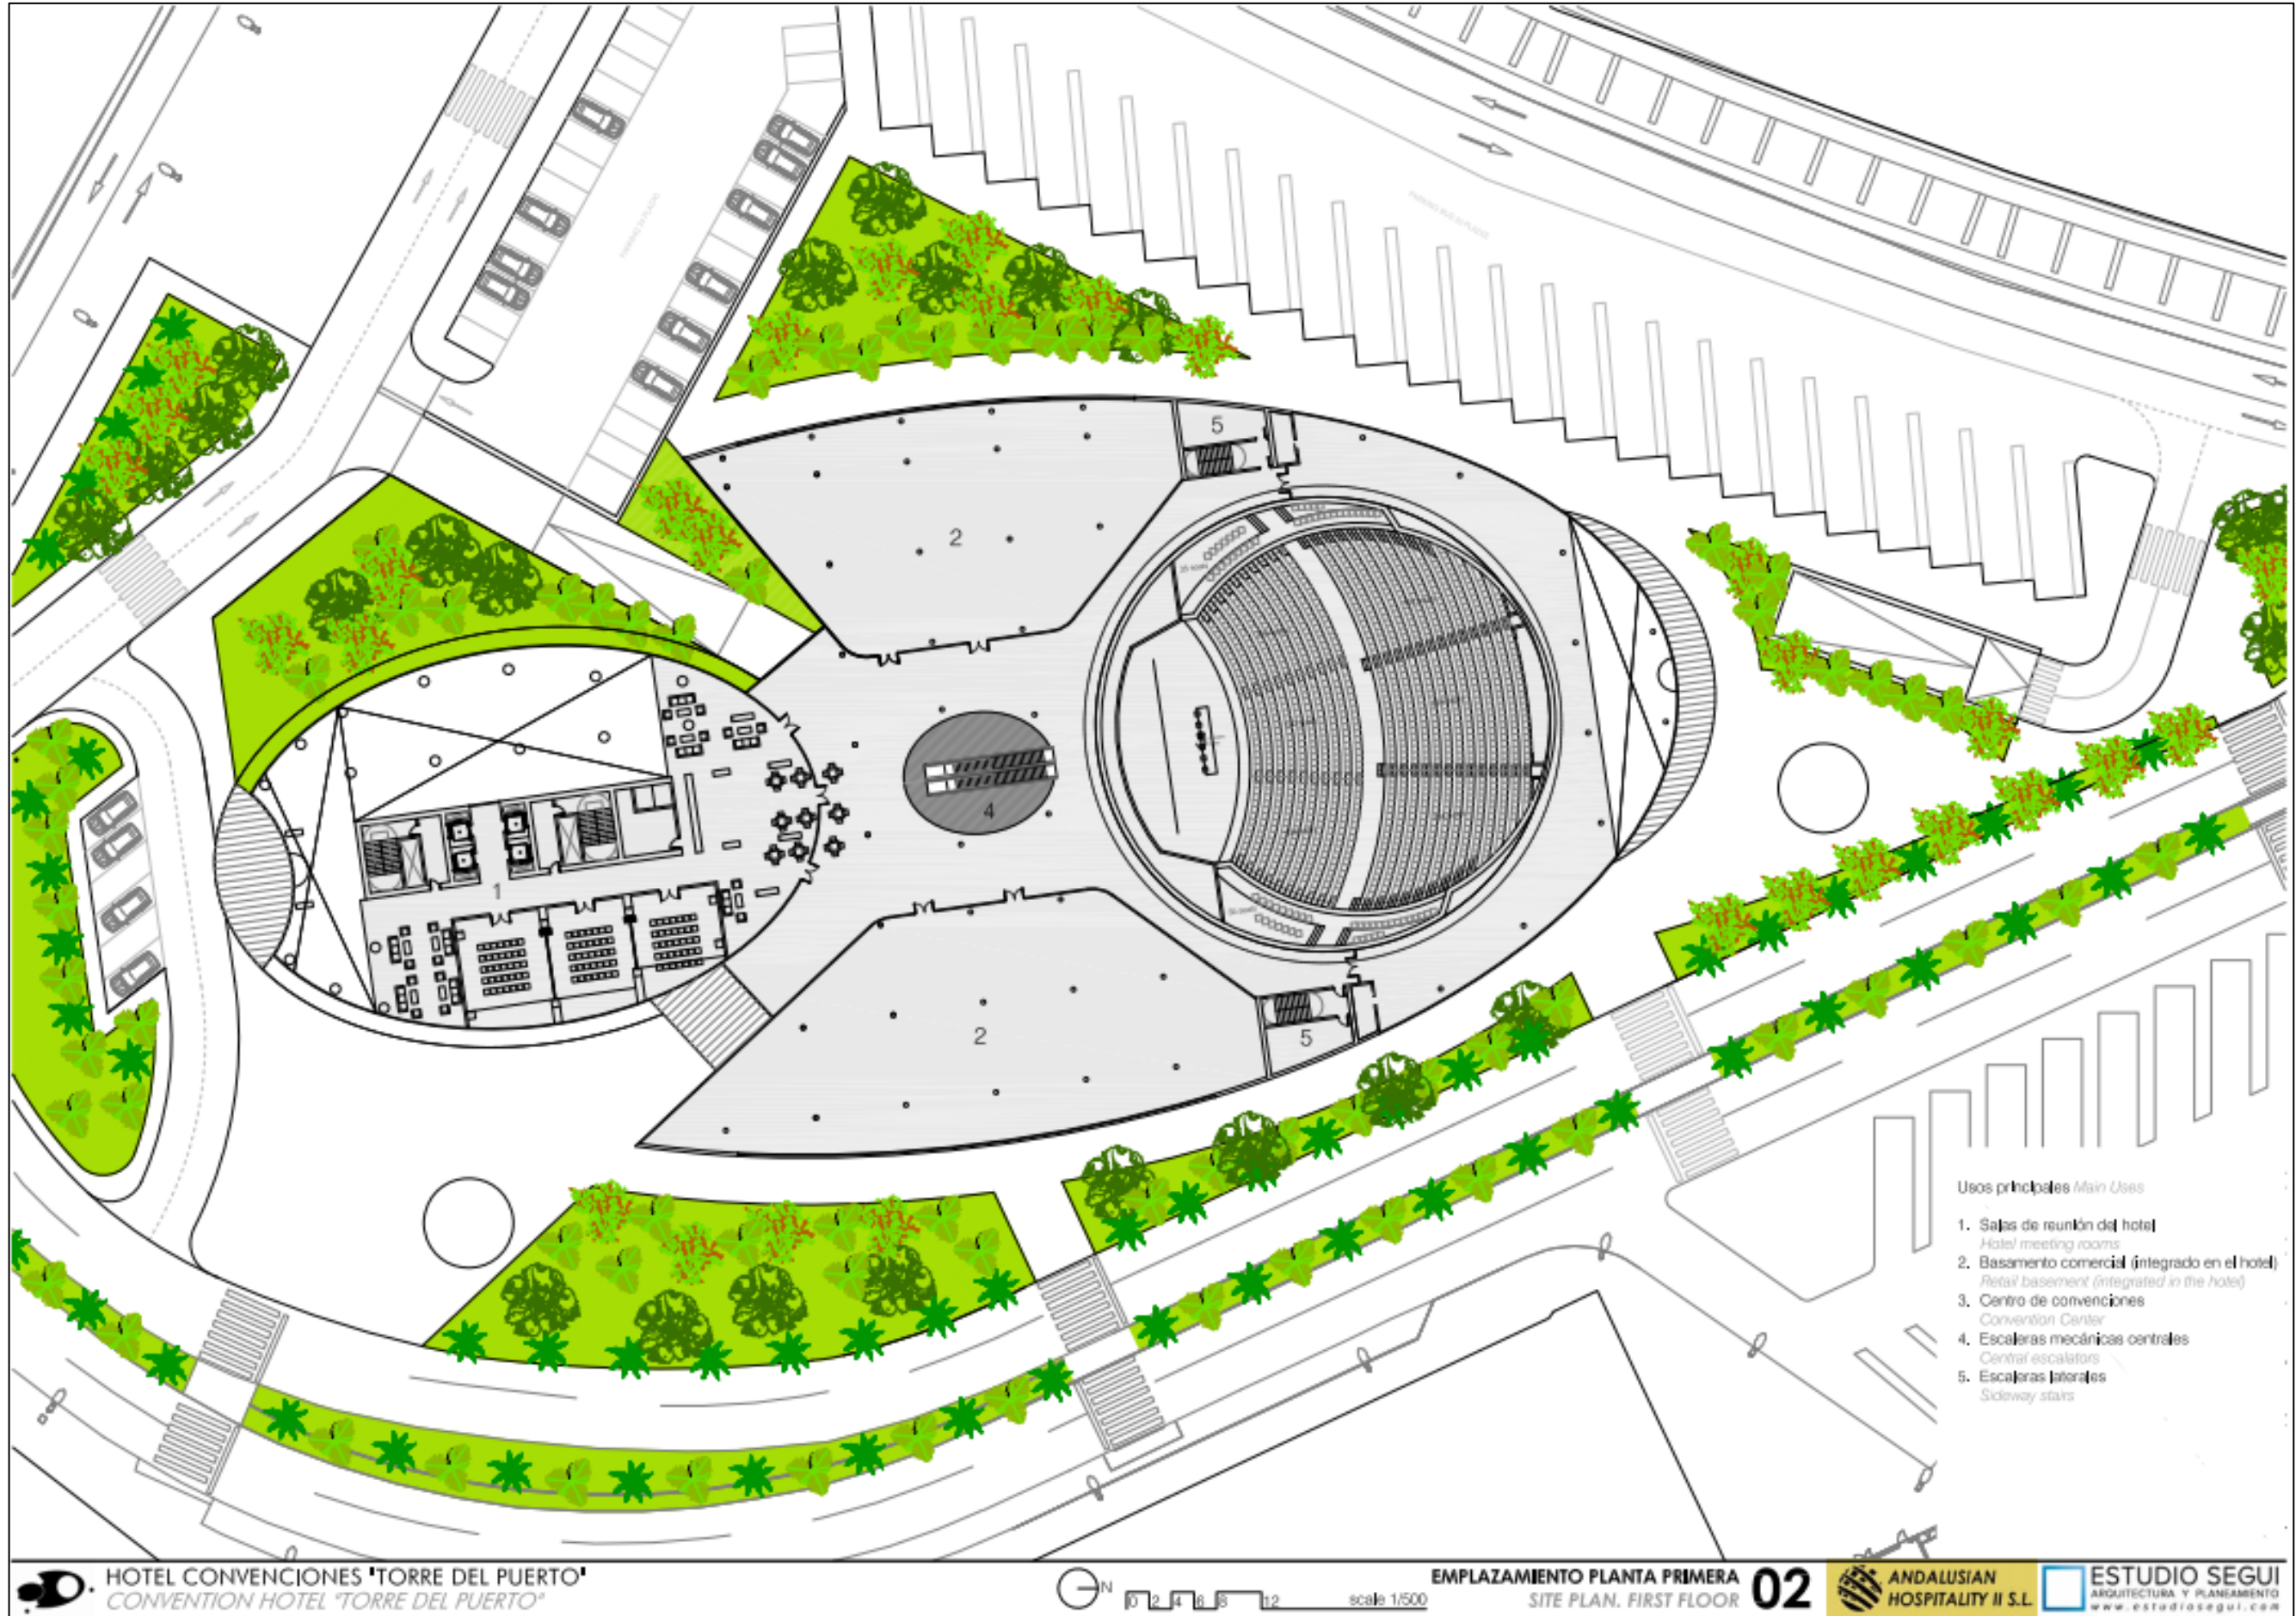 5
2
4
1
2
5
Usos principales Main Uses
1. Salas de reunión del hotel
Hotel meeting rooms
2. Basamento comercial (integrado en el hotel)
Retail basement (integrated in the hotel)
3. Centro de convenciones
Convention Center
4. Escaleras mecánicas centrales
Central escalators
5. Escaleras laterales
Sideway stairs
HOTEL CONVENCIONES "TORRE DEL PUERTO"
CONVENTION HOTEL "TORRE DEL PUERTO"
N
0 2 4 6 8 12
scale 1/500
EMPLAZAMIENTO PLANTA PRIMERA
SITE PLAN. FIRST FLOOR
02
ANDALUSIAN
HOSPITALITY II S.L.
ESTUDIO SEGUI
ARQUITECTURA Y PLANEAMIENTO
www.estudiosegui.com